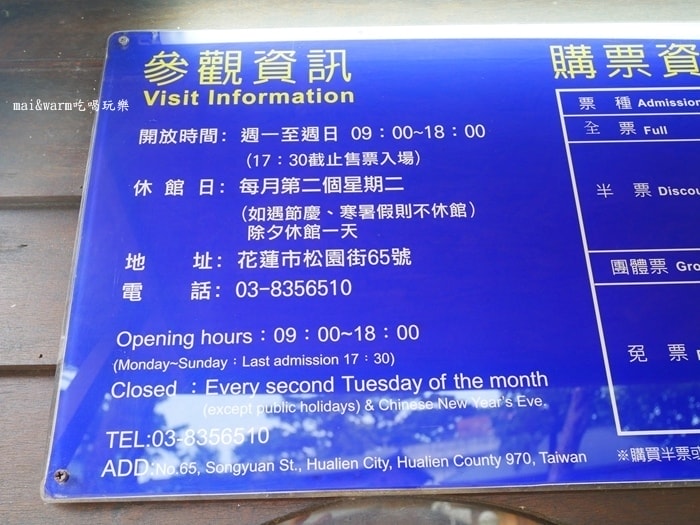 參觀資訊
Visit Information
mai&warm吃喝玩樂
開放時間：週一至週日 09：00~18：00
（17：30截止售票入場）
休館日：每月第二個星期二
（如遇節慶、寒暑假則不休館）
除夕休館一天
地址：花蓮市松園街65號
電話：03-8356510
Opening hours：09：00~18：00
(Monday~Sunday：Last admission 17：30)
Closed ：Every second Tuesday of the month
(except public holidays) & Chinese New Year's Eve.
TEL:03-8356510
ADD:No.65, Songyuan St., Hualien City, Hualien County 970, Taiwan
購票資
票種 Admission
全票 Full
半票 Discou
團體票 Gro
免票
※購買半票或